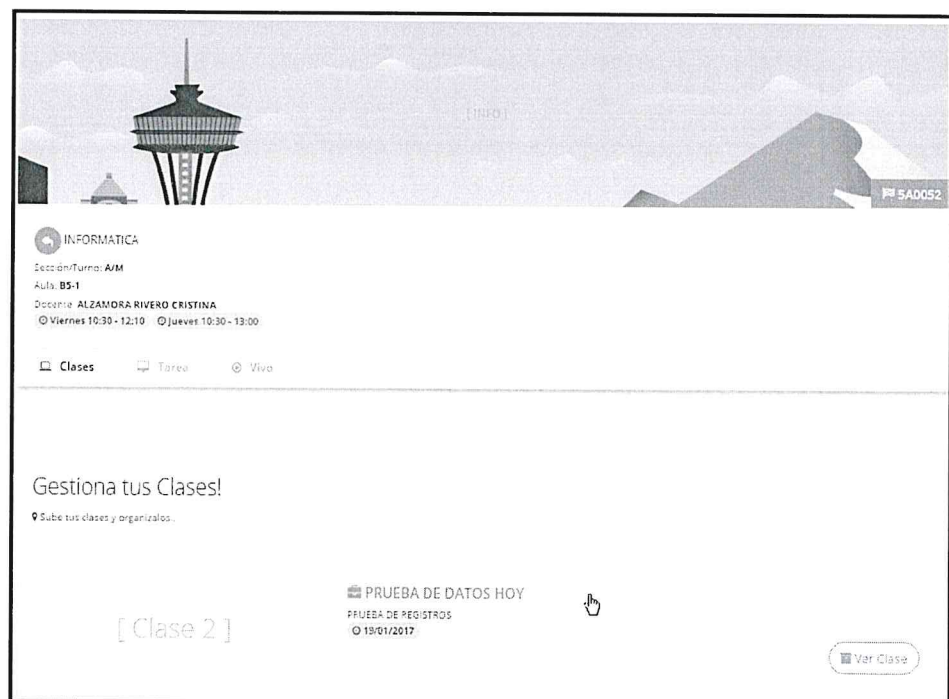 [ INFO ]
5A0052
INFORMATICA
Sección/Turno: A/M
Aula: B5-1
Docente: ALZAMORA RIVERO CRISTINA
Viernes 10:30 - 12:10 Jueves 10:30 - 13:00
Clases Tarea Vivo
Gestiona tus Clases!
Sube tus clases y organizalos..
PRUEBA DE DATOS HOY
PRUEBA DE REGISTROS
[ Clase 2 ]
19/01/2017
Ver Clase